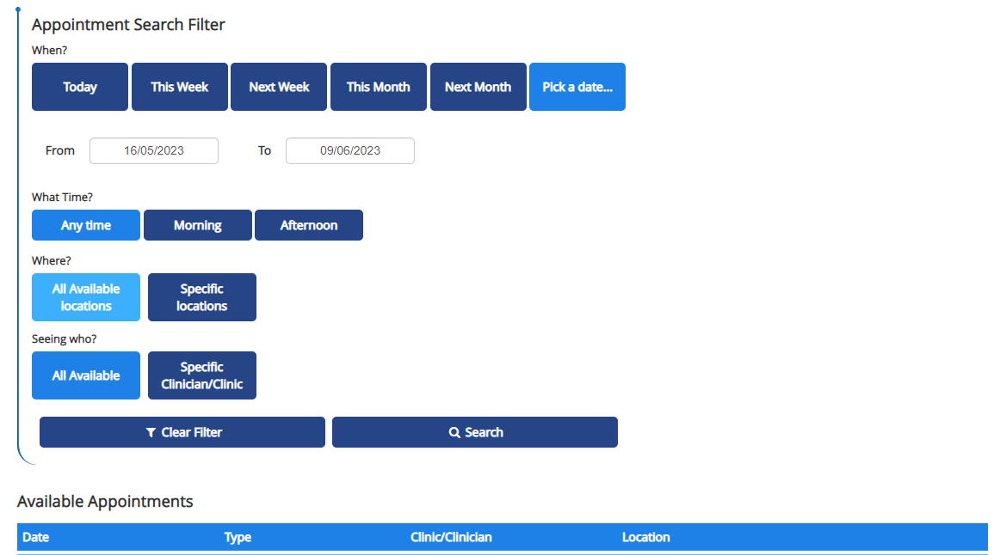 Appointment Search Filter
When?
Today This Week Next Week This Month Next Month Pick a date...
From 16/05/2023 To 09/06/2023
What Time?
Any time Morning Afternoon
Where?
All Available Specific
locations locations
Seeing who?
All Available Specific
Clinician/Clinic
Clear Filter Search
Available Appointments
Date Type Clinic/Clinician Location